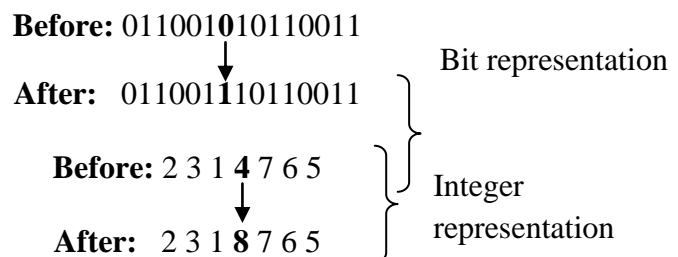 Before: 011001010110011
Bit representation
After: 011001110110011
Before: 2 3 1 4 7 6 5
Integer
representation
After: 2 3 1 8 7 6 5